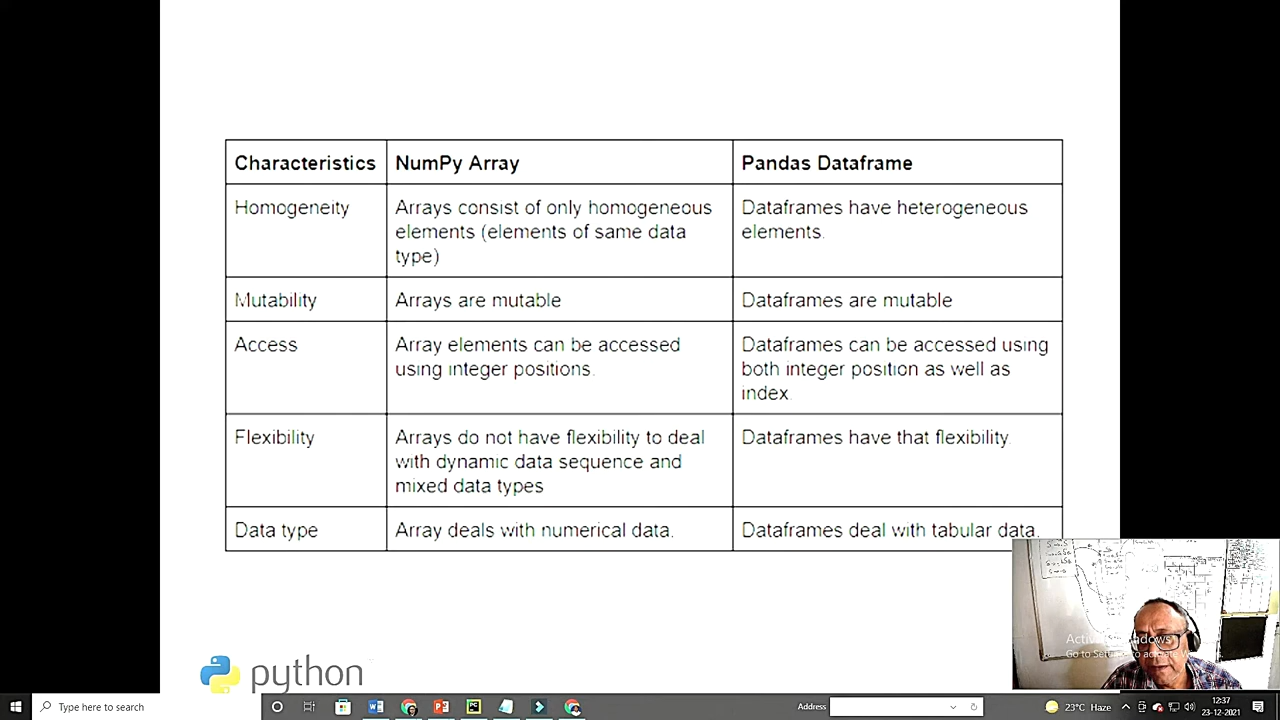 Characteristics NumPy Array Pandas Dataframe
Homogeneity Arrays consist of only homogeneous Dataframes have heterogeneous
elements (elements of same data elements.
type)
Mutability Arrays are mutable Dataframes are mutable
Access Array elements can be accessed Dataframes can be accessed using
using integer positions. both integer position as well as
index.
Flexibility Arrays do not have flexibility to deal Dataframes have that flexibility.
with dynamic data sequence and
mixed data types
Data type Array deals with numerical data. Dataframes deal with tabular data.
python
Type here to search Address 23°C Haze 12:37
23-12-2021